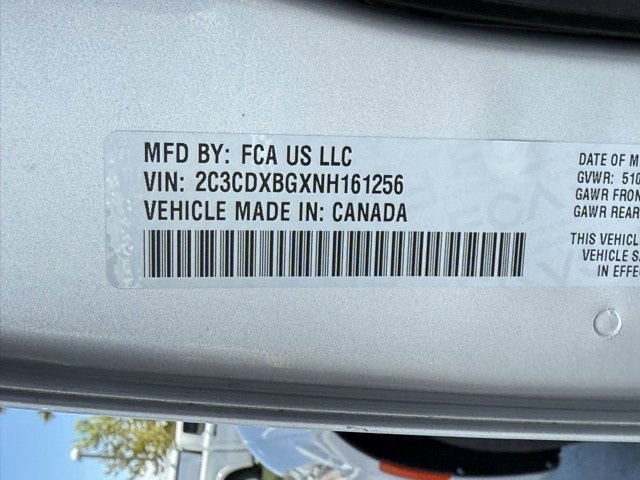 MFD BY: FCA US LLC
VIN: 2C3CDXBGXNH161256
VEHICLE MADE IN: CANADA
DATE OF M
GVWR: 510
GAWR FRON
GAWR REAR
THIS VEHICL
VEHICLE SA
IN EFFE